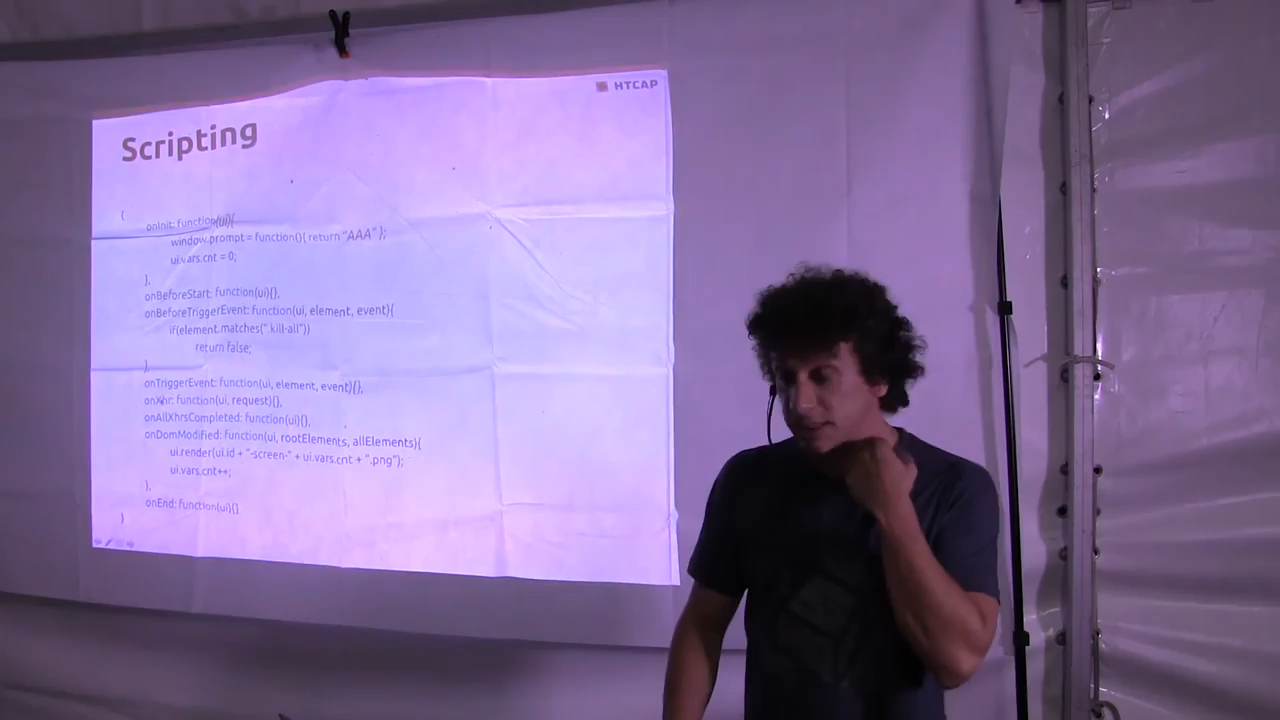 HTCAP
Scripting
{
onInit: function(ui){
window.prompt = function(){ return "AAA" };
ui.vars.cnt = 0;
},
onBeforeStart: function(ui){},
onBeforeTriggerEvent: function(ui, element, event){
if(element.matches(".kill-all"))
return false;
},
onTriggerEvent: function(ui, element, event){},
onXhr: function(ui, request){},
onAllXhrsCompleted: function(ui){},
onDomModified: function(ui, rootElements, allElements){
ui.render(ui.id + "-screen-" + ui.vars.cnt + ".png");
ui.vars.cnt++;
},
onEnd: function(ui){}
}